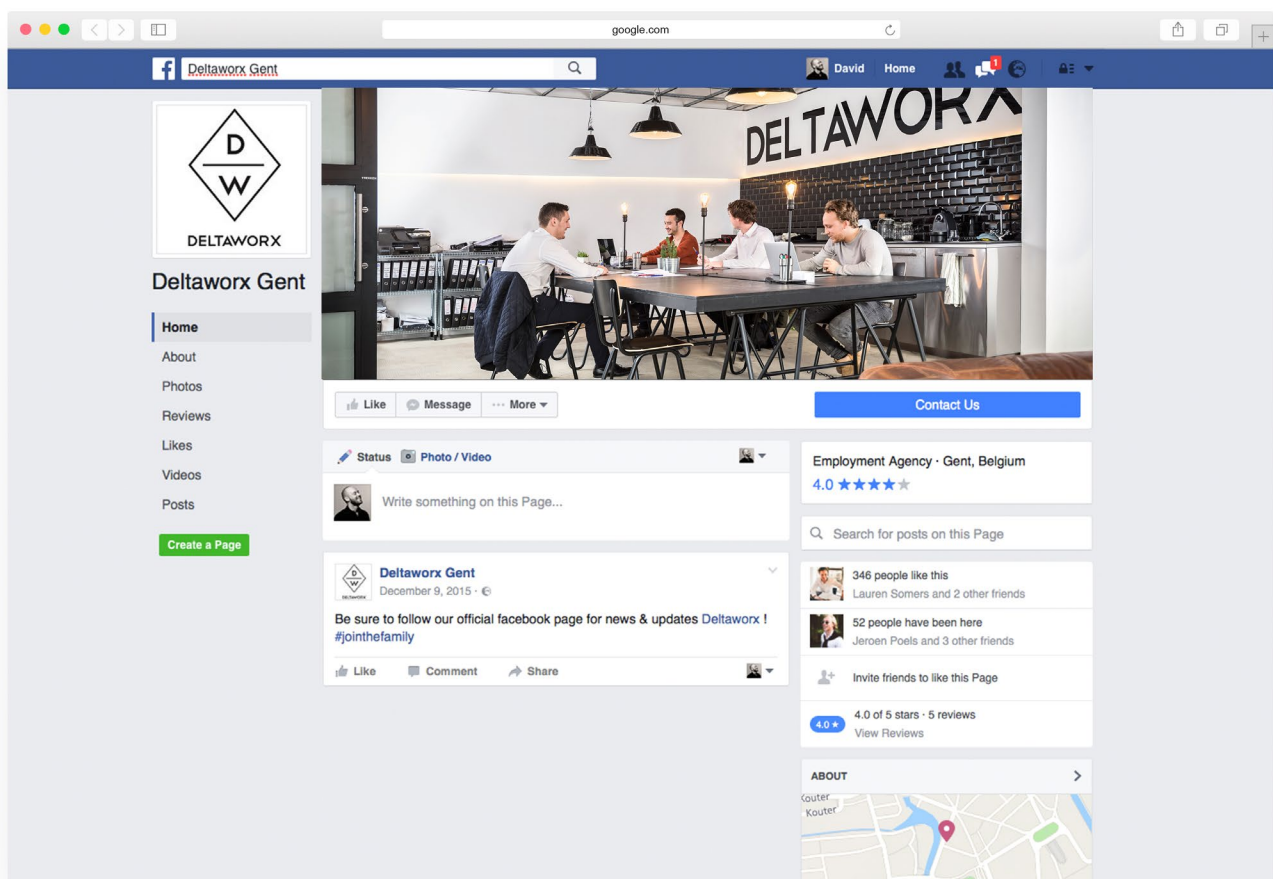 google.com
Deltaworx Gent
David
Home
1
D
W
DELTAWORX
Deltaworx Gent
Home
About
Photos
Reviews
Likes
Videos
Posts
Create a Page
DELTAWORX
Like
Message
··· More
Contact Us
Status
Photo / Video
Write something on this Page...
D
W
DELTAWORX
Deltaworx Gent
December 9, 2015 ·
Be sure to follow our official facebook page for news & updates Deltaworx !
#jointhefamily
Like
Comment
Share
Employment Agency · Gent, Belgium
4.0 ★★★★★
Search for posts on this Page
346 people like this
Lauren Somers and 2 other friends
52 people have been here
Jeroen Poels and 3 other friends
Invite friends to like this Page
4.0 ★
4.0 of 5 stars · 5 reviews
View Reviews
ABOUT
Kouter
Kouter